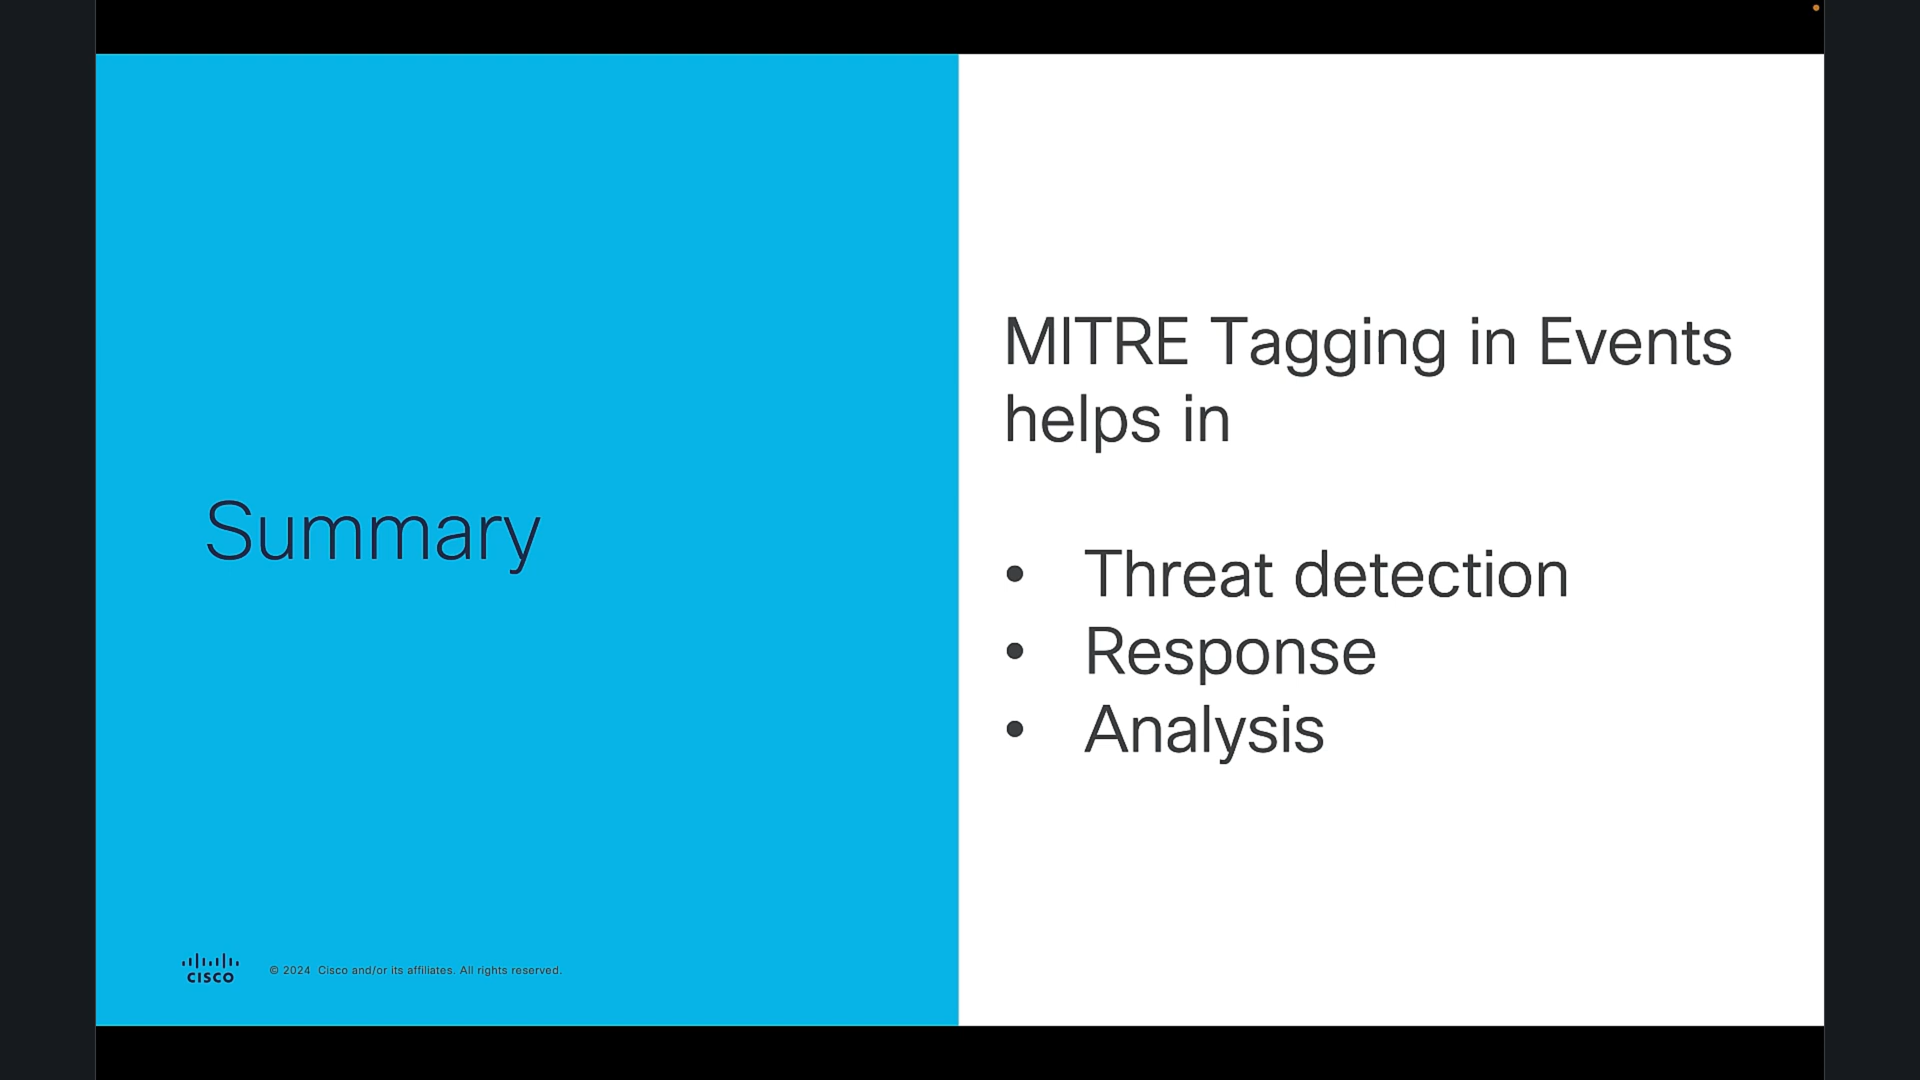 Summary
MITRE Tagging in Events
helps in
• Threat detection
• Response
• Analysis
CISCO
© 2024 Cisco and/or its affiliates. All rights reserved.